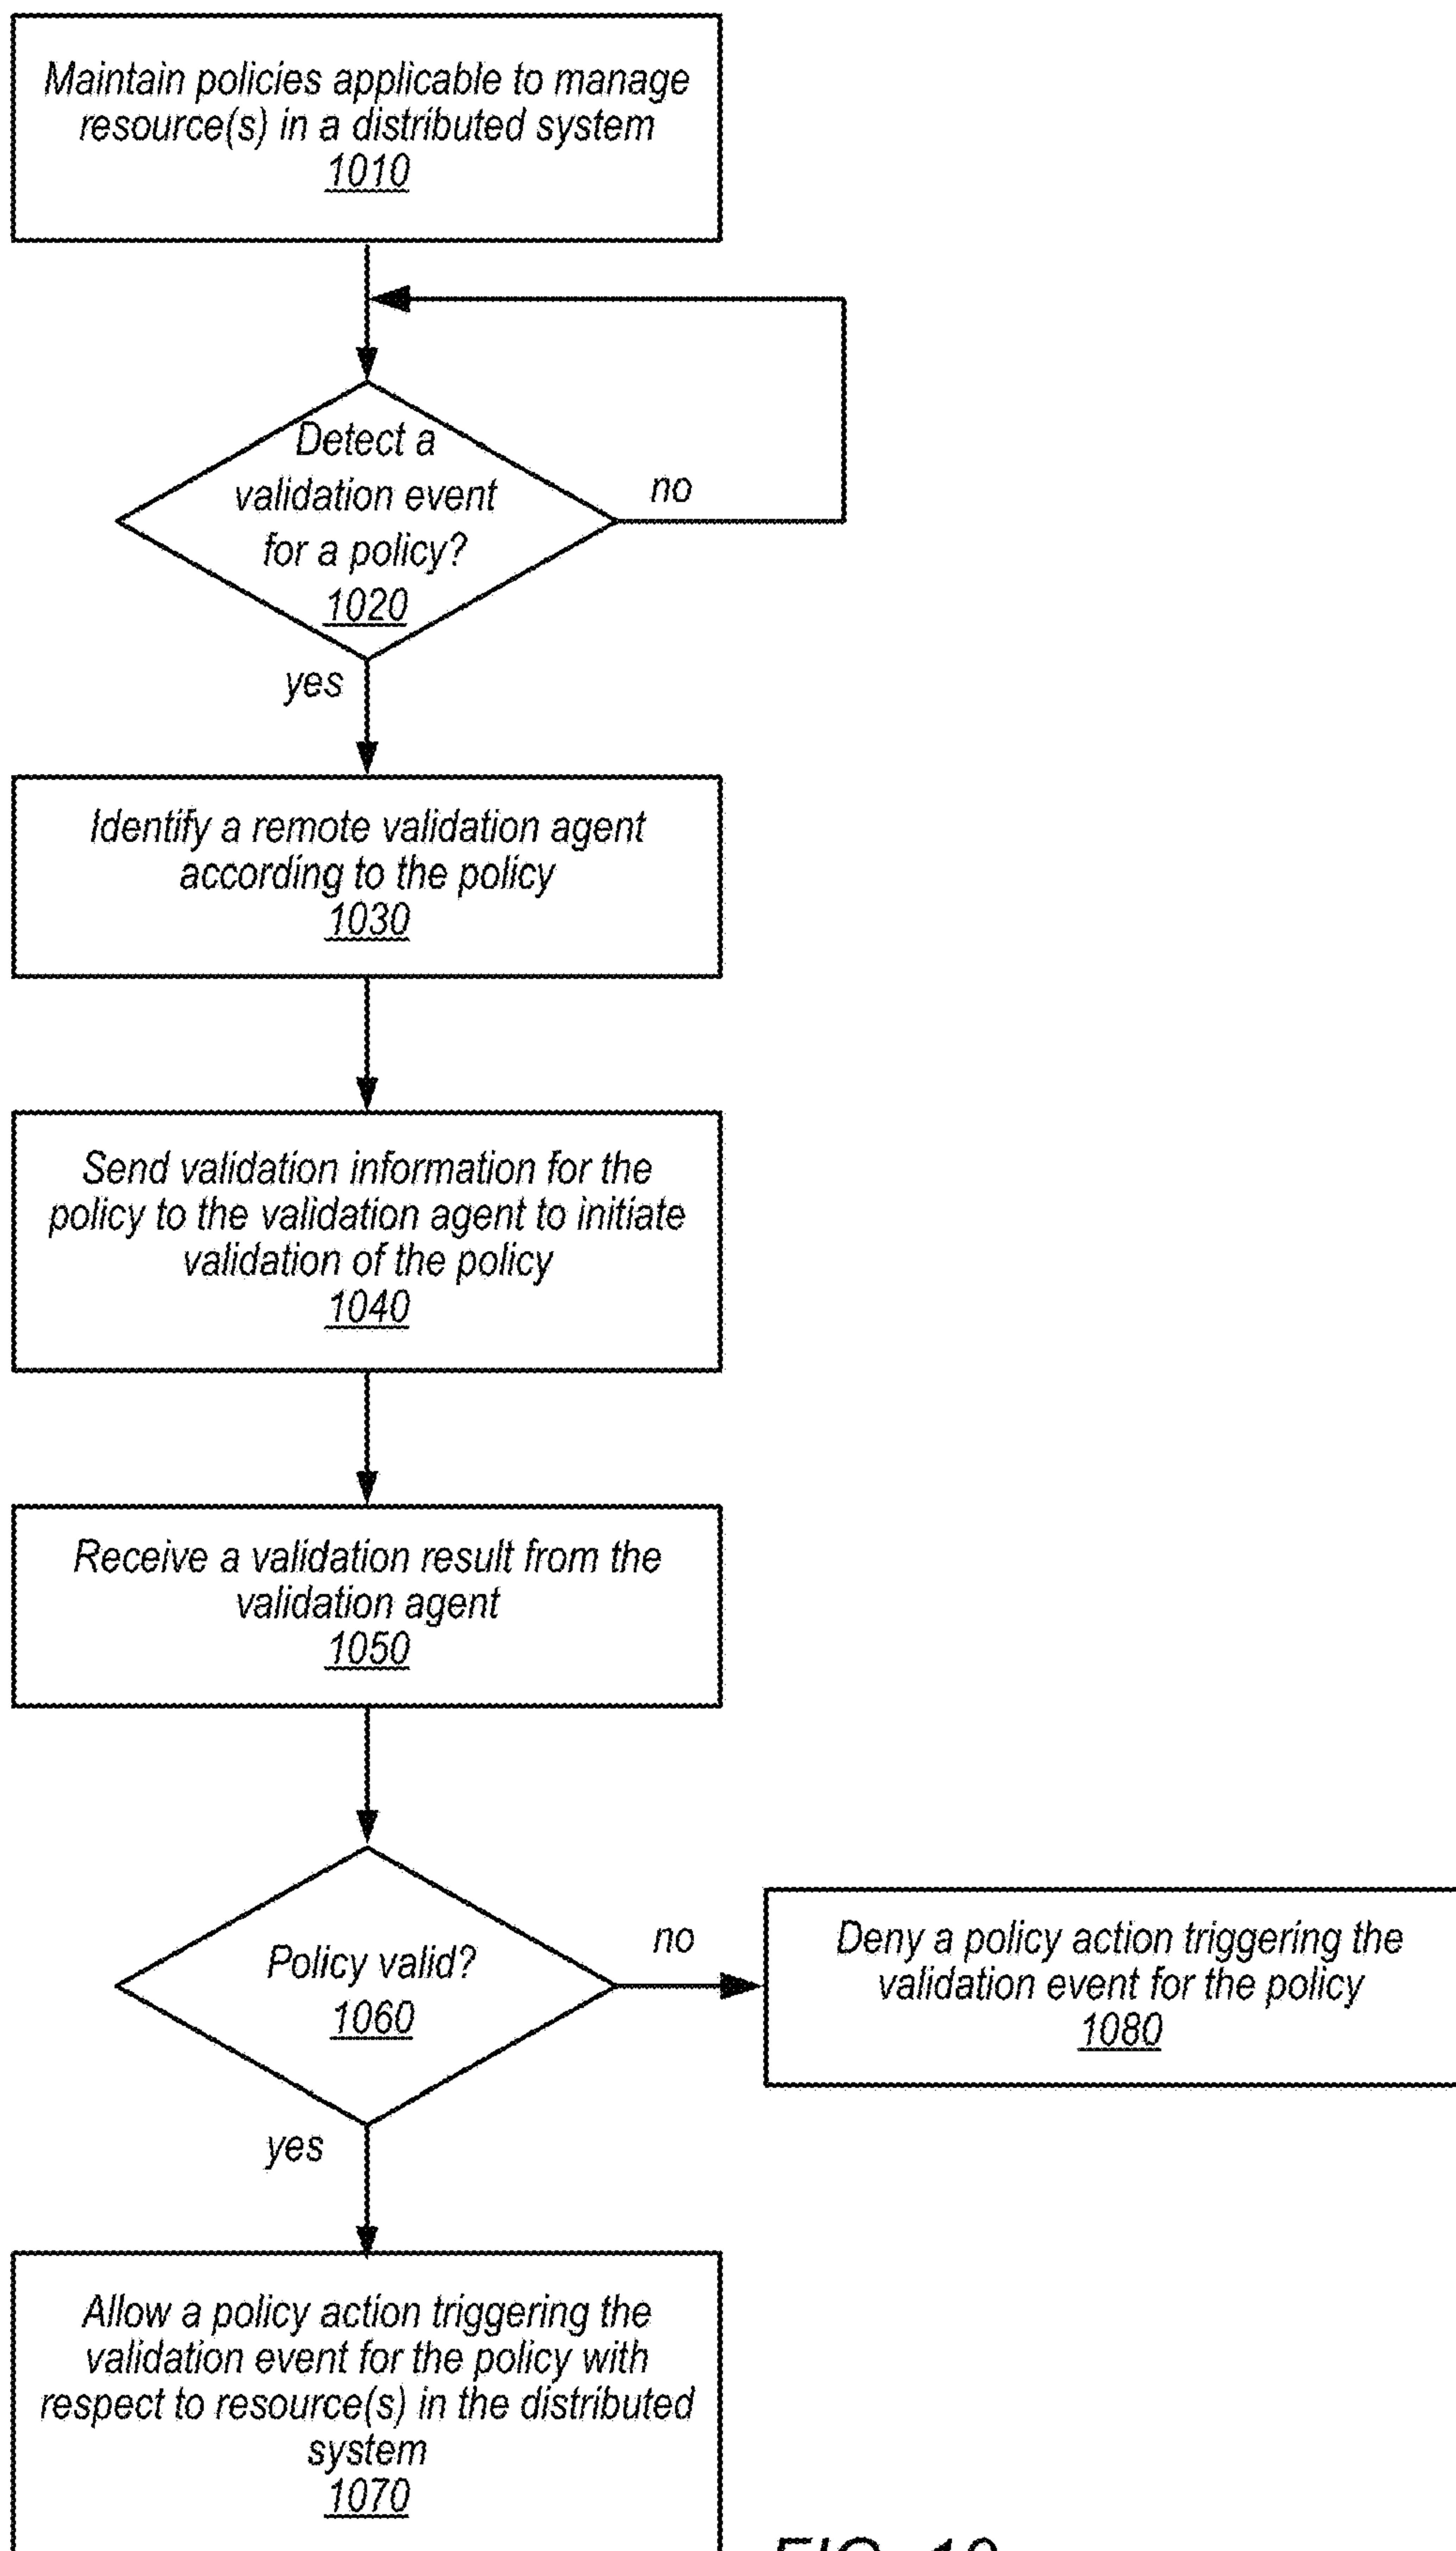 Maintain policies applicable to manage
resource(s) in a distributed system
1010
Detect a
validation event
for a policy?
1020
no
yes
Identify a remote validation agent
according to the policy
1030
Send validation information for the
policy to the validation agent to initiate
validation of the policy
1040
Receive a validation result from the
validation agent
1050
Policy valid?
1060
no
Deny a policy action triggering the
validation event for the policy
1080
yes
Allow a policy action triggering the
validation event for the policy with
respect to resource(s) in the distributed
system
1070
FIG.